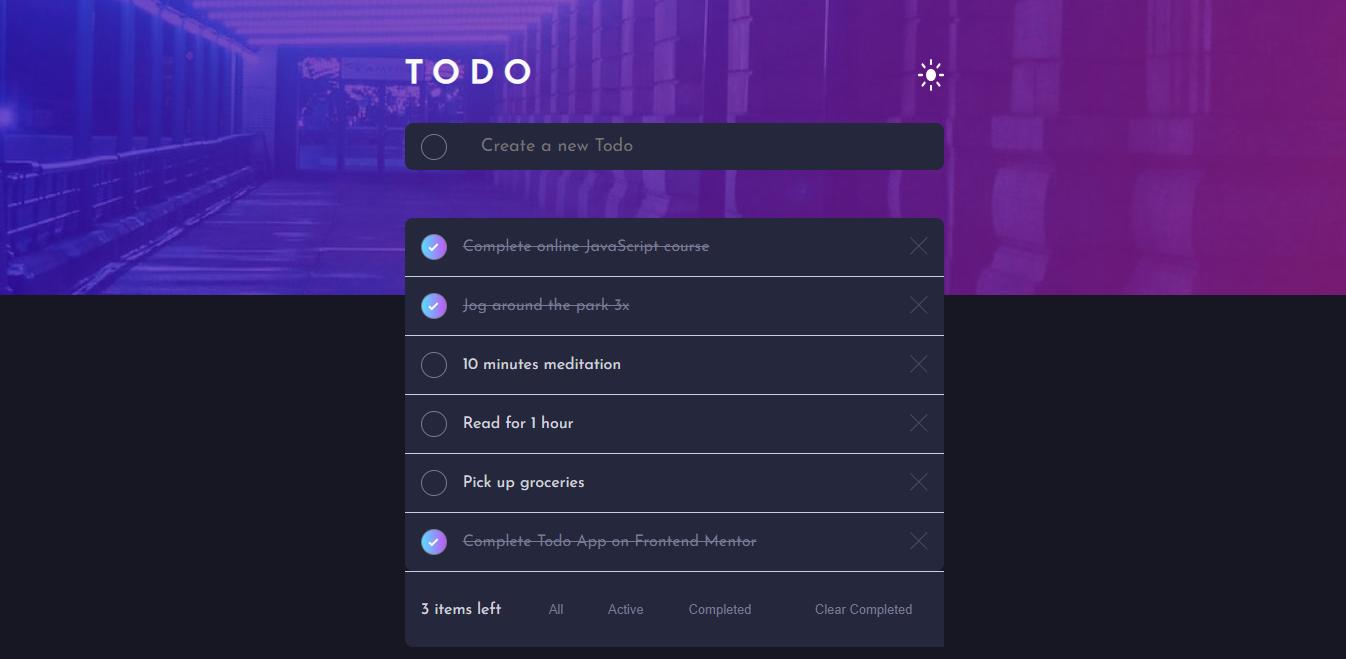 TODO
Create a new Todo
Complete online JavaScript course
Jog around the park 3x
10 minutes meditation
Read for 1 hour
Pick up groceries
Complete Todo App on Frontend Mentor
3 items left All Active Completed Clear Completed